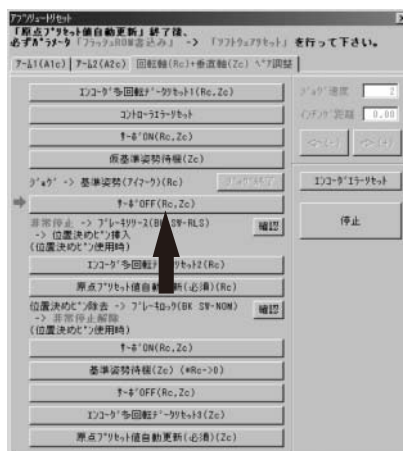 アブソリュートリセット
「原点プリセット値自動更新」終了後、
必ずパラメータ「フラッシュROM書込み」 -> 「ソフトウェアリセット」 を行って下さい。
アーム1(A1c) アーム2(A2c) 回転軸(Rc)+垂直軸(Zc) ペア調整
エンコーダ多回転データリセット1(Rc,Zc)
コントローラエラーリセット
サーボON(Rc,Zc)
仮基準姿勢待機(Zc)
ジョグ -> 基準姿勢(アイマーク)(Rc) ジョグ終了
サーボOFF(Rc,Zc)
非常停止 -> ブレーキリリース(BK SW-RLS)
-> 位置決めピン挿入
(位置決めピン使用時)
確認
エンコーダ多回転データリセット2(Rc)
原点プリセット値自動更新(必須)(Rc)
位置決めピン除去 -> ブレーキロック(BK SW-NOM)
-> 非常停止解除
(位置決めピン使用時)
確認
サーボON(Rc,Zc)
基準姿勢待機(Zc) (*Rc->0)
サーボOFF(Rc,Zc)
エンコーダ多回転データリセット3(Zc)
原点プリセット値自動更新(必須)(Zc)
ジョグ速度 2
インチング距離 0.00
エンコーダエラーリセット
停止